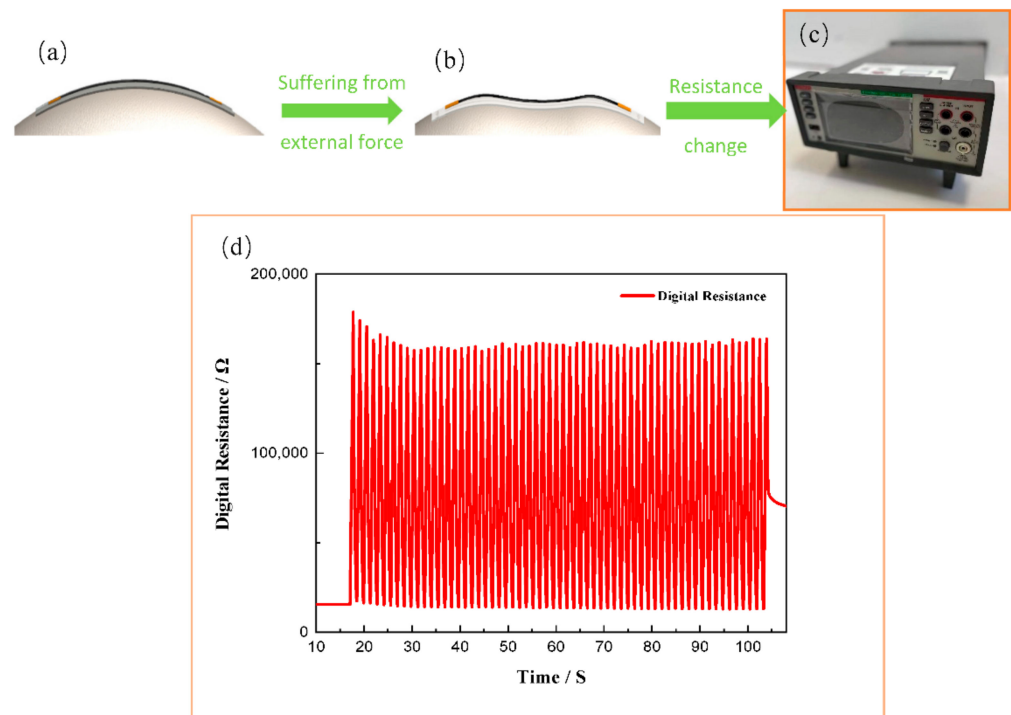 (a)
Suffering from
external force
(b)
Resistance
change
(c)
(d)
200,000
100,000
0
Digital Resistance / Ω
Digital Resistance
10 20 30 40 50 60 70 80 90 100
Time / S